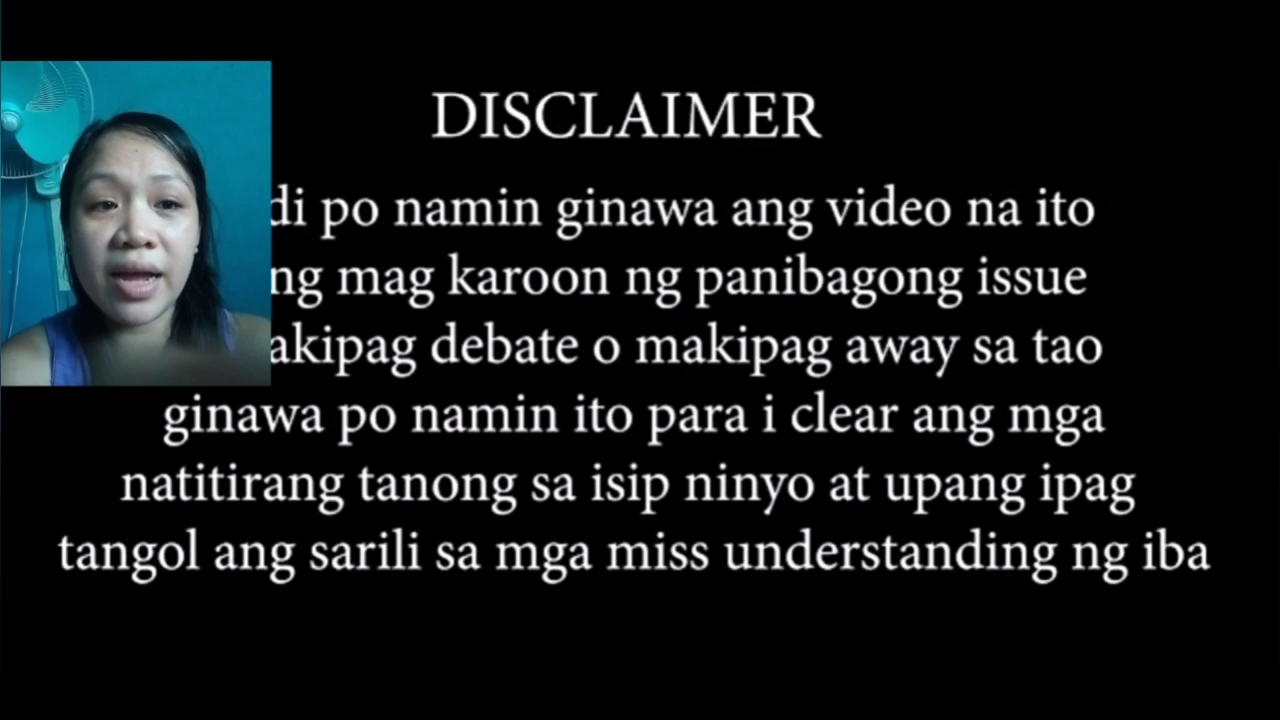 DISCLAIMER
di po namin ginawa ang video na ito
ng mag karoon ng panibagong issue
akipag debate o makipag away sa tao
ginawa po namin ito para i clear ang mga
natitirang tanong sa isip ninyo at upang ipag
tangol ang sarili sa mga miss understanding ng iba